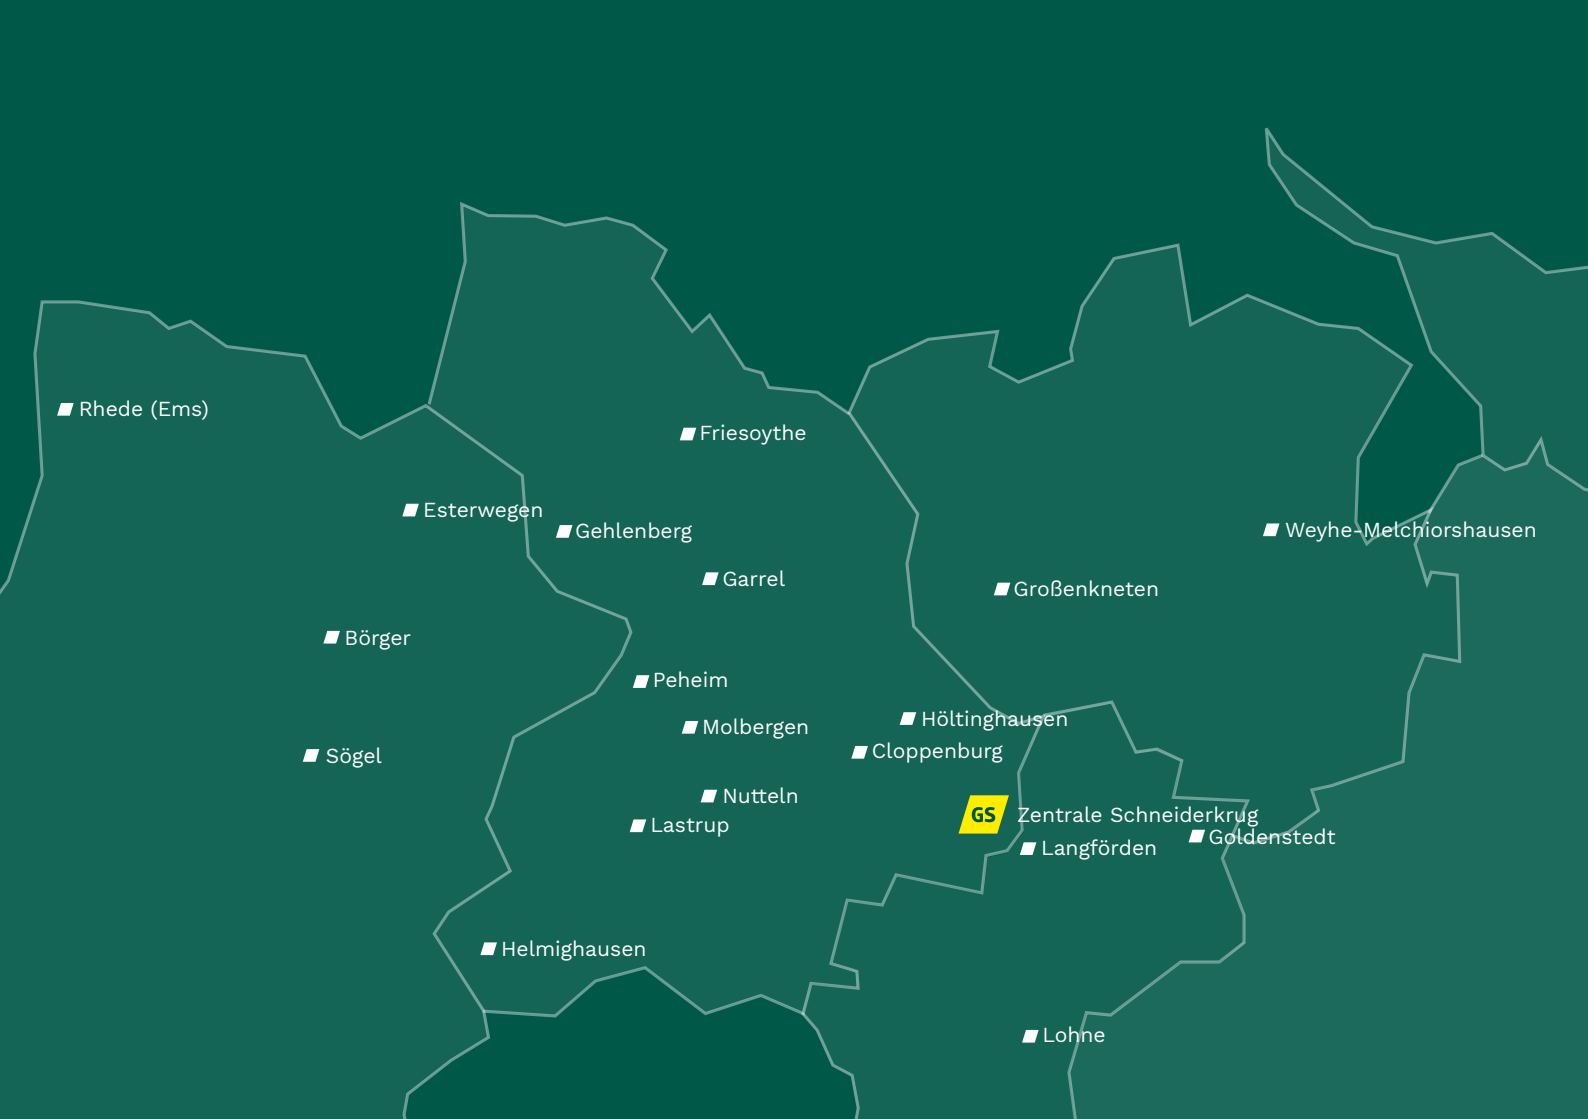 Rhede (Ems)
Friesoythe
Esterwegen
Gehlenberg
Weyhe-Melchiorshausen
Garrel
Großenkneten
Börger
Peheim
Höltinghausen
Molbergen
Cloppenburg
Sögel
Nutteln
GS Zentrale Schneiderkrug
Lastrup
Goldenstedt
Langförden
Helmighausen
Lohne